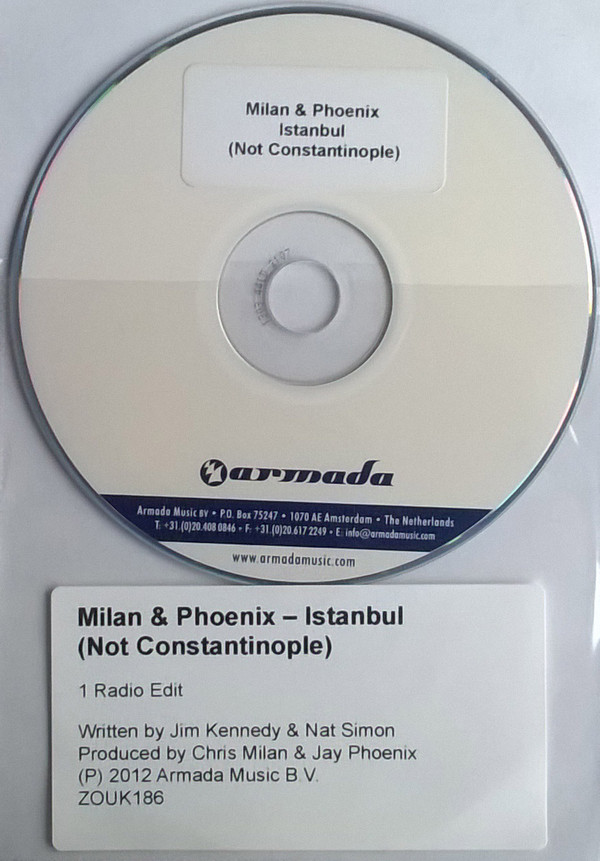 Milan & Phoenix
Istanbul
(Not Constantinople)
armada
Armada Music BV • P.O. Box 75247 • 1070 AE Amsterdam • The Netherlands
T: +31.(0)20.408 0846 • F: +31.(0)20.617 2249 • E: info@armadamusic.com
www.armadamusic.com
Milan & Phoenix – Istanbul
(Not Constantinople)
1 Radio Edit
Written by Jim Kennedy & Nat Simon
Produced by Chris Milan & Jay Phoenix
(P) 2012 Armada Music B.V.
ZOUK186